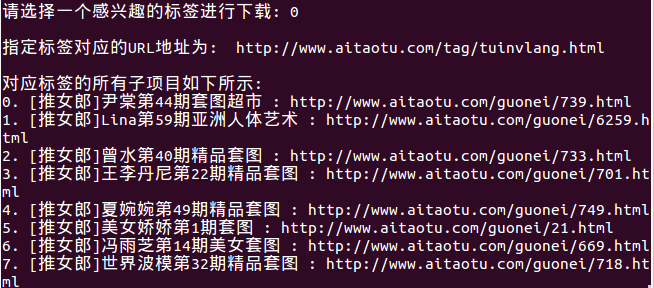 请选择一个感兴趣的标签进行下载: 0
指定标签对应的URL地址为:  http://www.aitaotu.com/tag/tuinvlang.html
对应标签的所有子项目如下所示:
0. [推女郎]尹棠第44期套图超市 : http://www.aitaotu.com/guonei/739.html
1. [推女郎]Lina第59期亚洲人体艺术 : http://www.aitaotu.com/guonei/6259.h
tml
2. [推女郎]曾水第40期精品套图 : http://www.aitaotu.com/guonei/733.html
3. [推女郎]王李丹尼第22期精品套图 : http://www.aitaotu.com/guonei/701.ht
ml
4. [推女郎]夏婉婉第49期精品套图 : http://www.aitaotu.com/guonei/749.html
5. [推女郎]美女娇娇第1期套图 : http://www.aitaotu.com/guonei/21.html
6. [推女郎]冯雨芝第14期美女套图 : http://www.aitaotu.com/guonei/669.html
7. [推女郎]世界波模第32期精品套图 : http://www.aitaotu.com/guonei/718.ht
ml